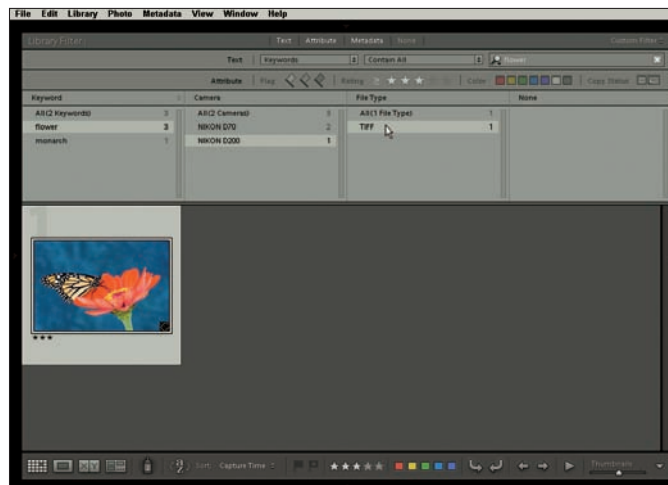 File Edit Library Photo Metadata View Window Help
Library Filter: Text Attribute Metadata None Custom Filter
Text Keywords Contain All flower
Attribute Flag Rating Color Copy Status
Keyword Camera File Type None
All (2 Keywords) 3 All (2 Cameras) 3 All (1 File Type) 1
flower 3 NIKON D70 2 TIFF 1
monarch 1 NIKON D200 1
1
Sort: Capture Time Thumbnails